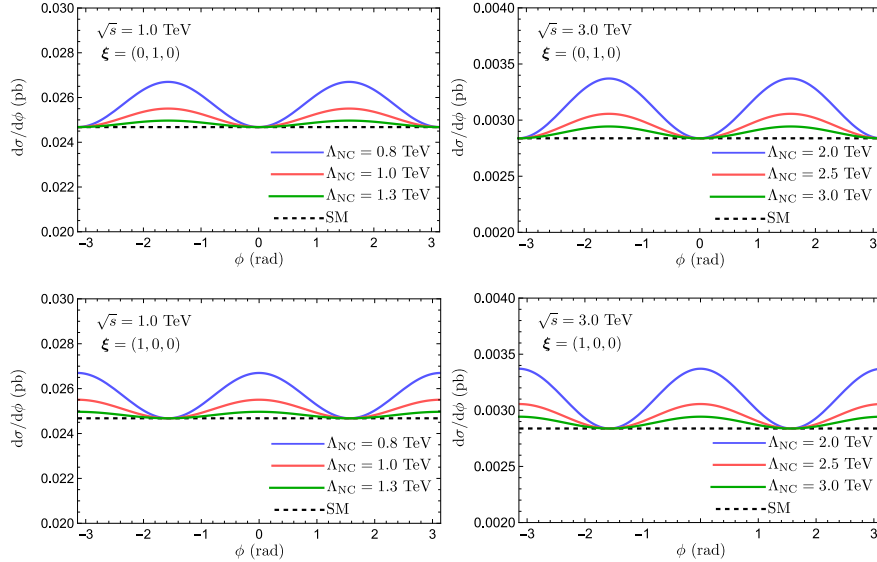 0.030
0.028
0.026
0.024
0.022
0.020
dσ/dϕ (pb)
√s = 1.0 TeV
ξ = (0, 1, 0)
Λ_NC = 0.8 TeV
Λ_NC = 1.0 TeV
Λ_NC = 1.3 TeV
SM
−3 −2 −1 0 1 2 3
ϕ (rad)
0.0040
0.0035
0.0030
0.0025
0.0020
dσ/dϕ (pb)
√s = 3.0 TeV
ξ = (0, 1, 0)
Λ_NC = 2.0 TeV
Λ_NC = 2.5 TeV
Λ_NC = 3.0 TeV
SM
−3 −2 −1 0 1 2 3
ϕ (rad)
0.030
0.028
0.026
0.024
0.022
0.020
dσ/dϕ (pb)
√s = 1.0 TeV
ξ = (1, 0, 0)
Λ_NC = 0.8 TeV
Λ_NC = 1.0 TeV
Λ_NC = 1.3 TeV
SM
−3 −2 −1 0 1 2 3
ϕ (rad)
0.0040
0.0035
0.0030
0.0025
0.0020
dσ/dϕ (pb)
√s = 3.0 TeV
ξ = (1, 0, 0)
Λ_NC = 2.0 TeV
Λ_NC = 2.5 TeV
Λ_NC = 3.0 TeV
SM
−3 −2 −1 0 1 2 3
ϕ (rad)